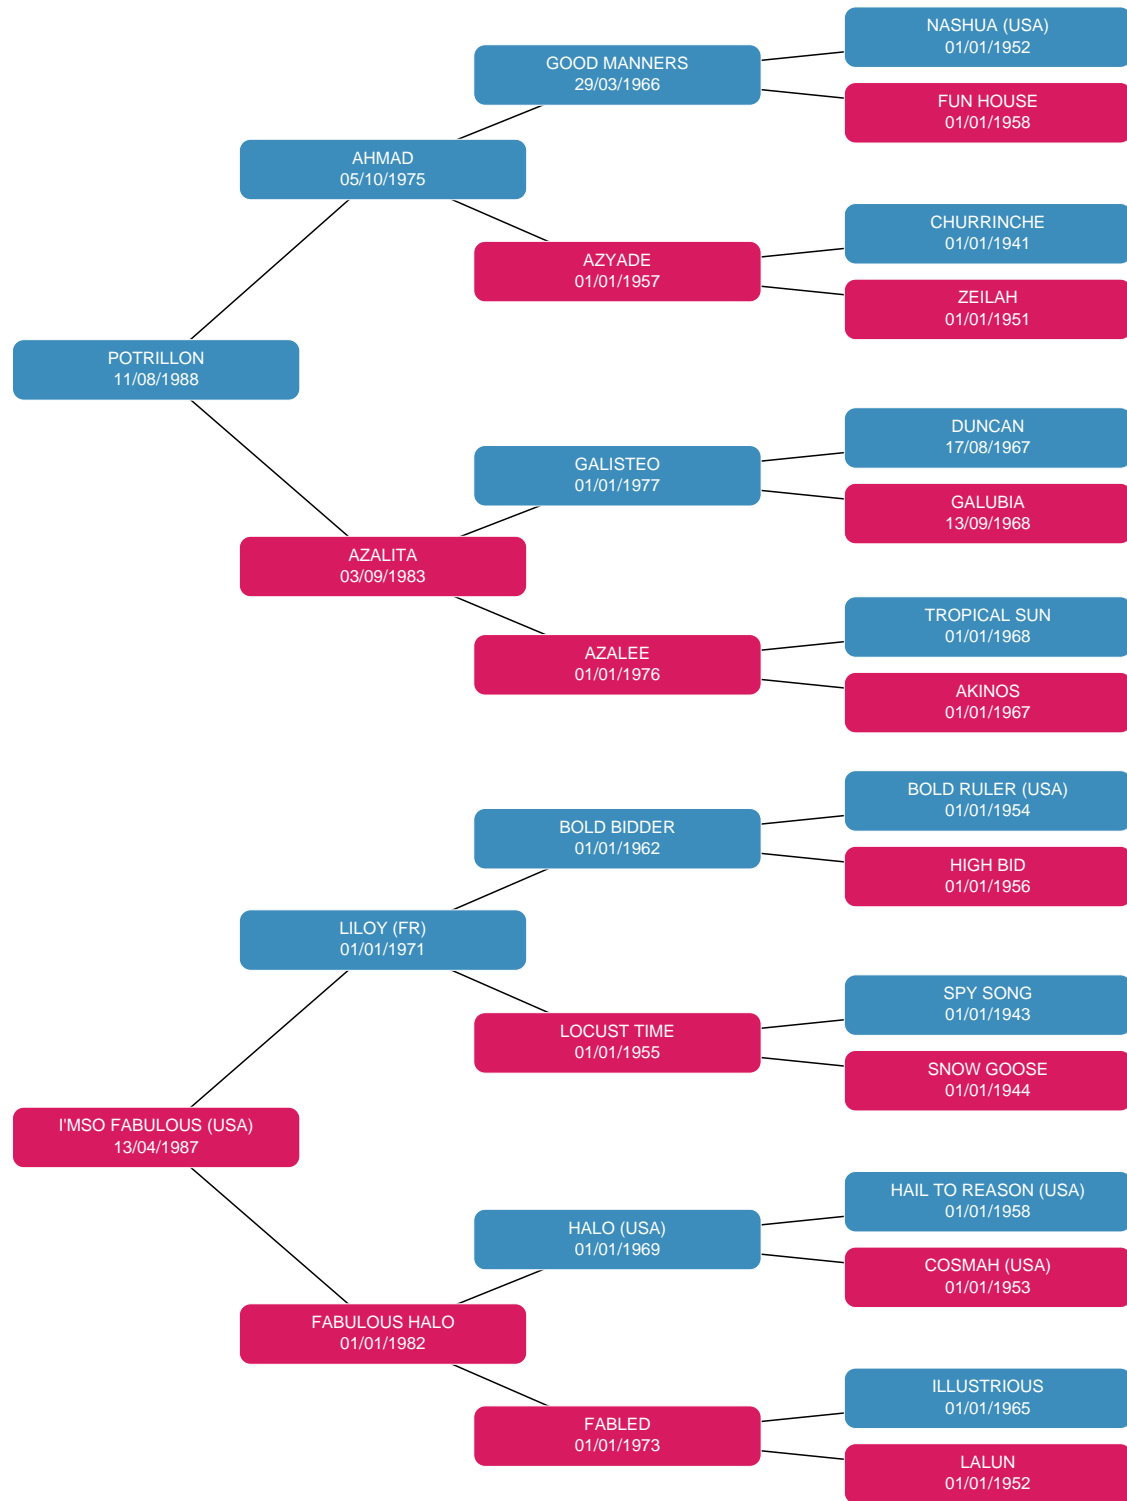 NASHUA (USA)
01/01/1952
GOOD MANNERS
29/03/1966
FUN HOUSE
01/01/1958
AHMAD
05/10/1975
CHURRINCHE
01/01/1941
AZYADE
01/01/1957
ZEILAH
01/01/1951
POTRILLON
11/08/1988
DUNCAN
17/08/1967
GALISTEO
01/01/1977
GALUBIA
13/09/1968
AZALITA
03/09/1983
TROPICAL SUN
01/01/1968
AZALEE
01/01/1976
AKINOS
01/01/1967
BOLD RULER (USA)
01/01/1954
BOLD BIDDER
01/01/1962
HIGH BID
01/01/1956
LILOY (FR)
01/01/1971
SPY SONG
01/01/1943
LOCUST TIME
01/01/1955
SNOW GOOSE
01/01/1944
I'MSO FABULOUS (USA)
13/04/1987
HAIL TO REASON (USA)
01/01/1958
HALO (USA)
01/01/1969
COSMAH (USA)
01/01/1953
FABULOUS HALO
01/01/1982
ILLUSTRIOUS
01/01/1965
FABLED
01/01/1973
LALUN
01/01/1952